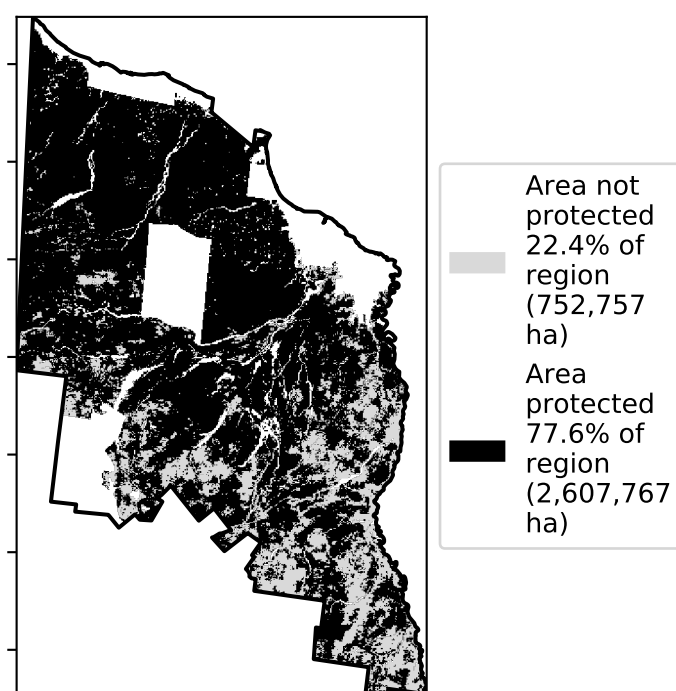 Area not
protected
22.4% of
region
(752,757
ha)
Area
protected
77.6% of
region
(2,607,767
ha)